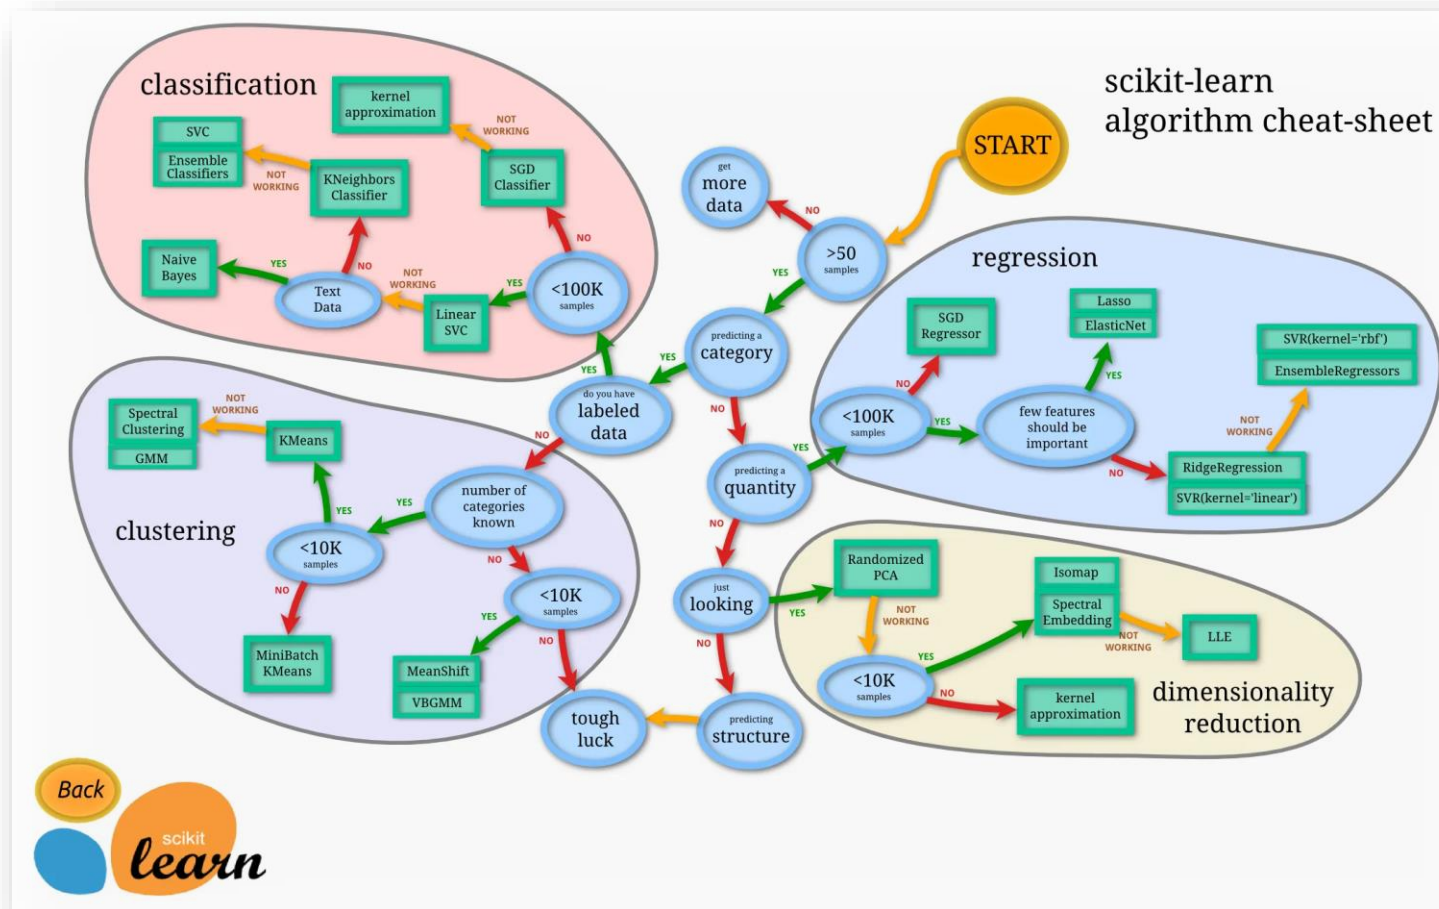 scikit-learn
algorithm cheat-sheet
START
classification
kernel
approximation
NOT
WORKING
SVC
Ensemble
Classifiers
NOT
WORKING
KNeighbors
Classifier
SGD
Classifier
NO
Naive
Bayes
YES
NO
Text
Data
NOT
WORKING
Linear
SVC
YES
<100K
samples
YES
get
more
data
NO
>50
samples
YES
predicting a
category
YES
do you have
labeled
data
NO
NO
predicting a
quantity
YES
NO
just
looking
YES
NO
predicting
structure
tough
luck
regression
SGD
Regressor
NO
<100K
samples
YES
Lasso
ElasticNet
YES
few features
should be
important
NO
SVR(kernel='rbf')
EnsembleRegressors
NOT
WORKING
RidgeRegression
SVR(kernel='linear')
clustering
Spectral
Clustering
GMM
NOT
WORKING
KMeans
YES
<10K
samples
NO
MiniBatch
KMeans
YES
number of
categories
known
NO
<10K
samples
YES
NO
MeanShift
VBGMM
dimensionality
reduction
Randomized
PCA
NOT
WORKING
<10K
samples
YES
NO
Isomap
Spectral
Embedding
NOT
WORKING
LLE
kernel
approximation
Back
scikit
learn